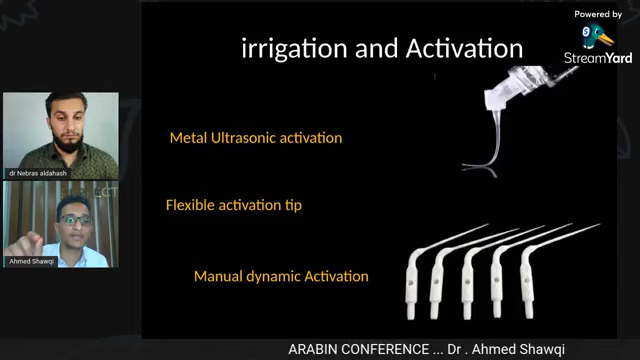 Powered by
StreamYard
irrigation and Activation
Metal Ultrasonic activation
dr Nebras aldahash
Flexible activation tip
Ahmed Shawqi
Manual dynamic Activation
ARABIN CONFERENCE ... Dr . Ahmed Shawqi